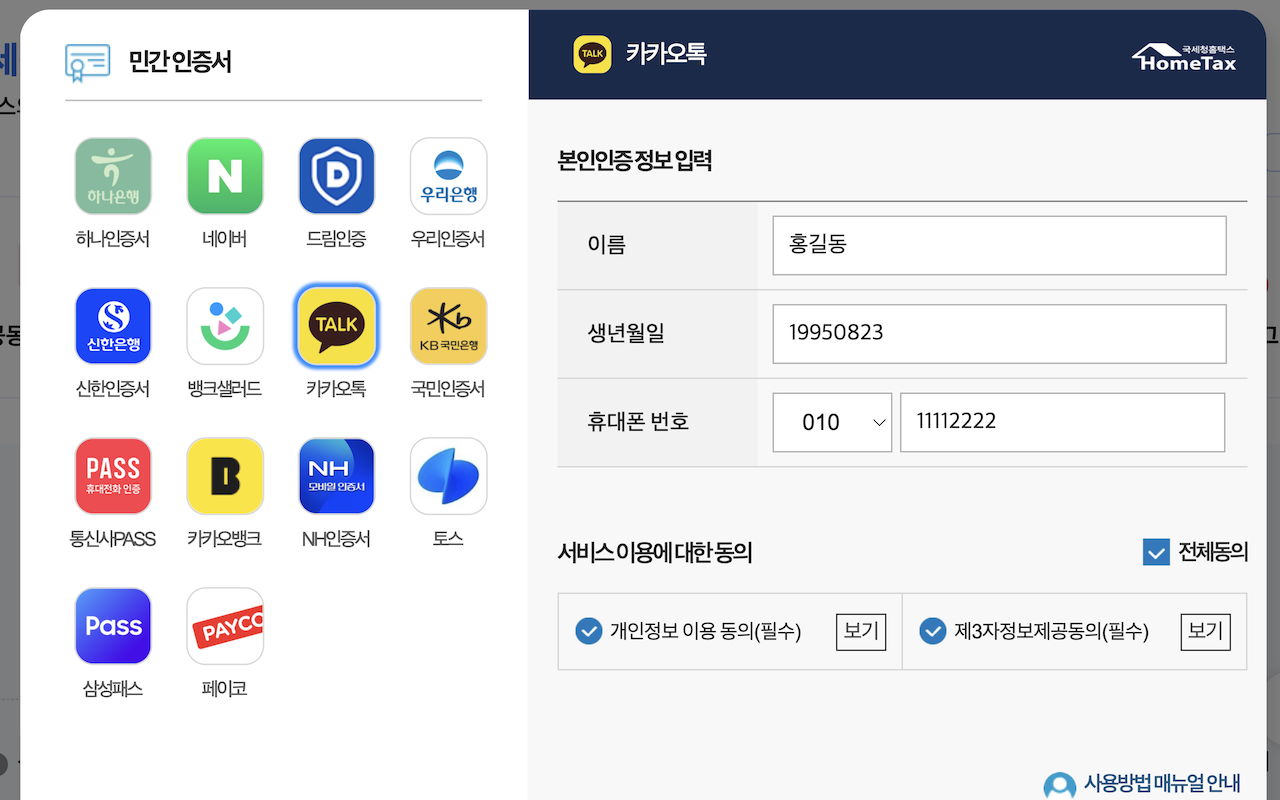 민간 인증서
하나은행
하나인증서
N
네이버
D
드림인증
우리은행
우리인증서
신한은행
신한인증서
뱅크샐러드
TALK
카카오톡
KB 국민은행
국민인증서
PASS
휴대전화 인증
통신사PASS
B
카카오뱅크
NH
모바일 인증서
NH인증서
토스
Pass
삼성패스
PAYCO
페이코
TALK
카카오톡
국세청홈택스
HomeTax
본인인증 정보 입력
이름
홍길동
생년월일
19950823
휴대폰 번호
010
11112222
서비스 이용에 대한 동의
전체동의
개인정보 이용 동의(필수)
보기
제3자정보제공동의(필수)
보기
사용방법 매뉴얼 안내